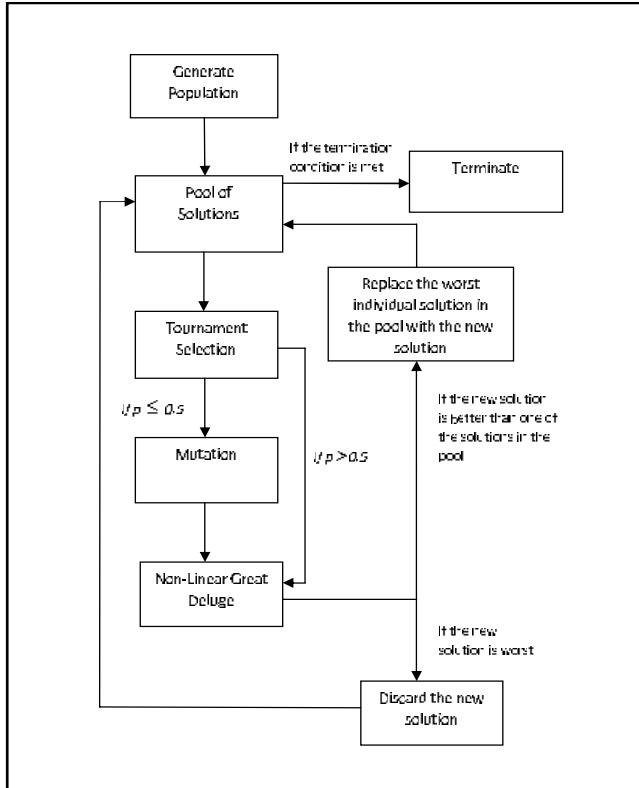 Generate
Population
If the termination
condition is met
Terminate
Pool of
Solutions
Replace the worst
individual solution in
the pool with the new
solution
Tournament
Selection
If p ≤ 0.5
If the new solution
is better than one of
the solutions in the
pool
If p > 0.5
Mutation
Non-Linear Great
Deluge
If the new
solution is worst
Discard the new
solution